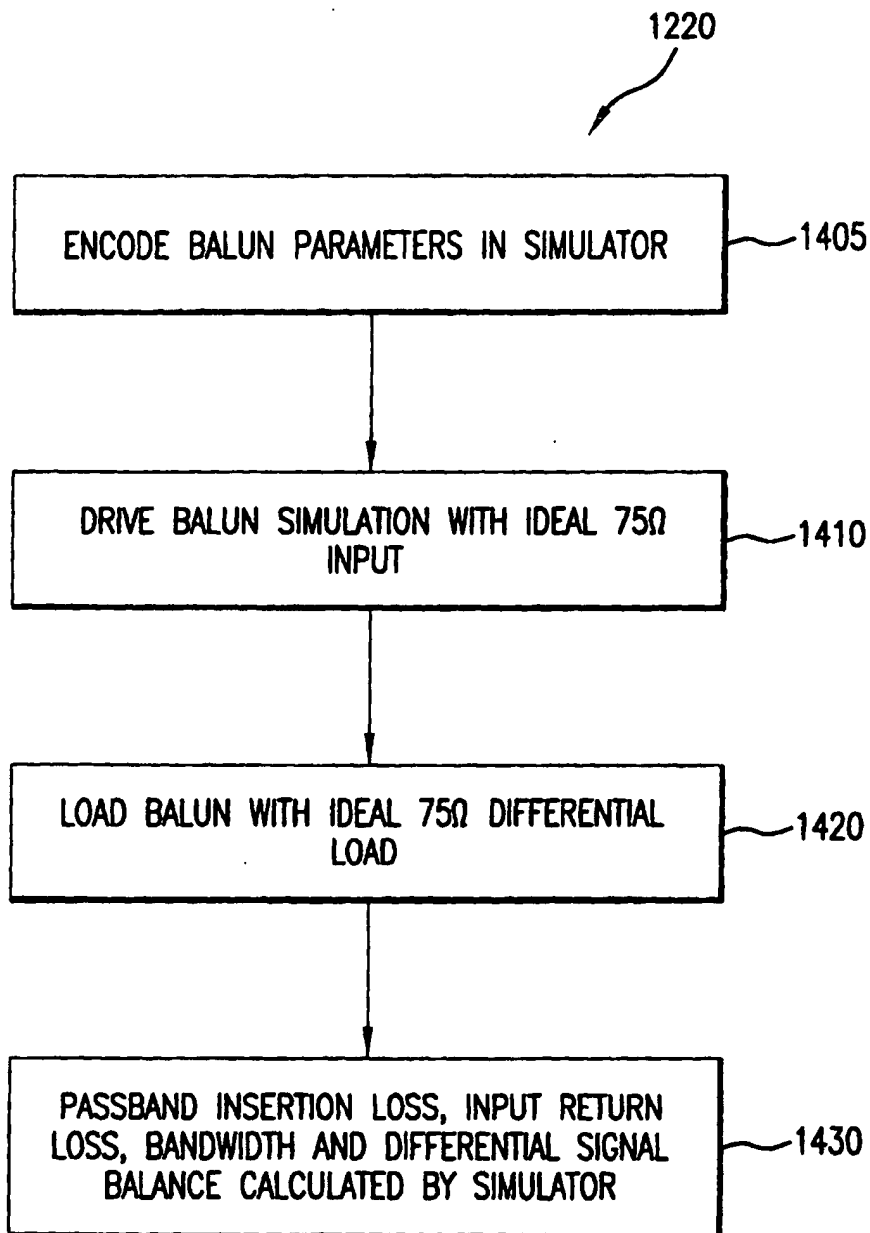 1220
ENCODE BALUN PARAMETERS IN SIMULATOR
1405
DRIVE BALUN SIMULATION WITH IDEAL 75Ω
INPUT
1410
LOAD BALUN WITH IDEAL 75Ω DIFFERENTIAL
LOAD
1420
PASSBAND INSERTION LOSS, INPUT RETURN
LOSS, BANDWIDTH AND DIFFERENTIAL SIGNAL
BALANCE CALCULATED BY SIMULATOR
1430